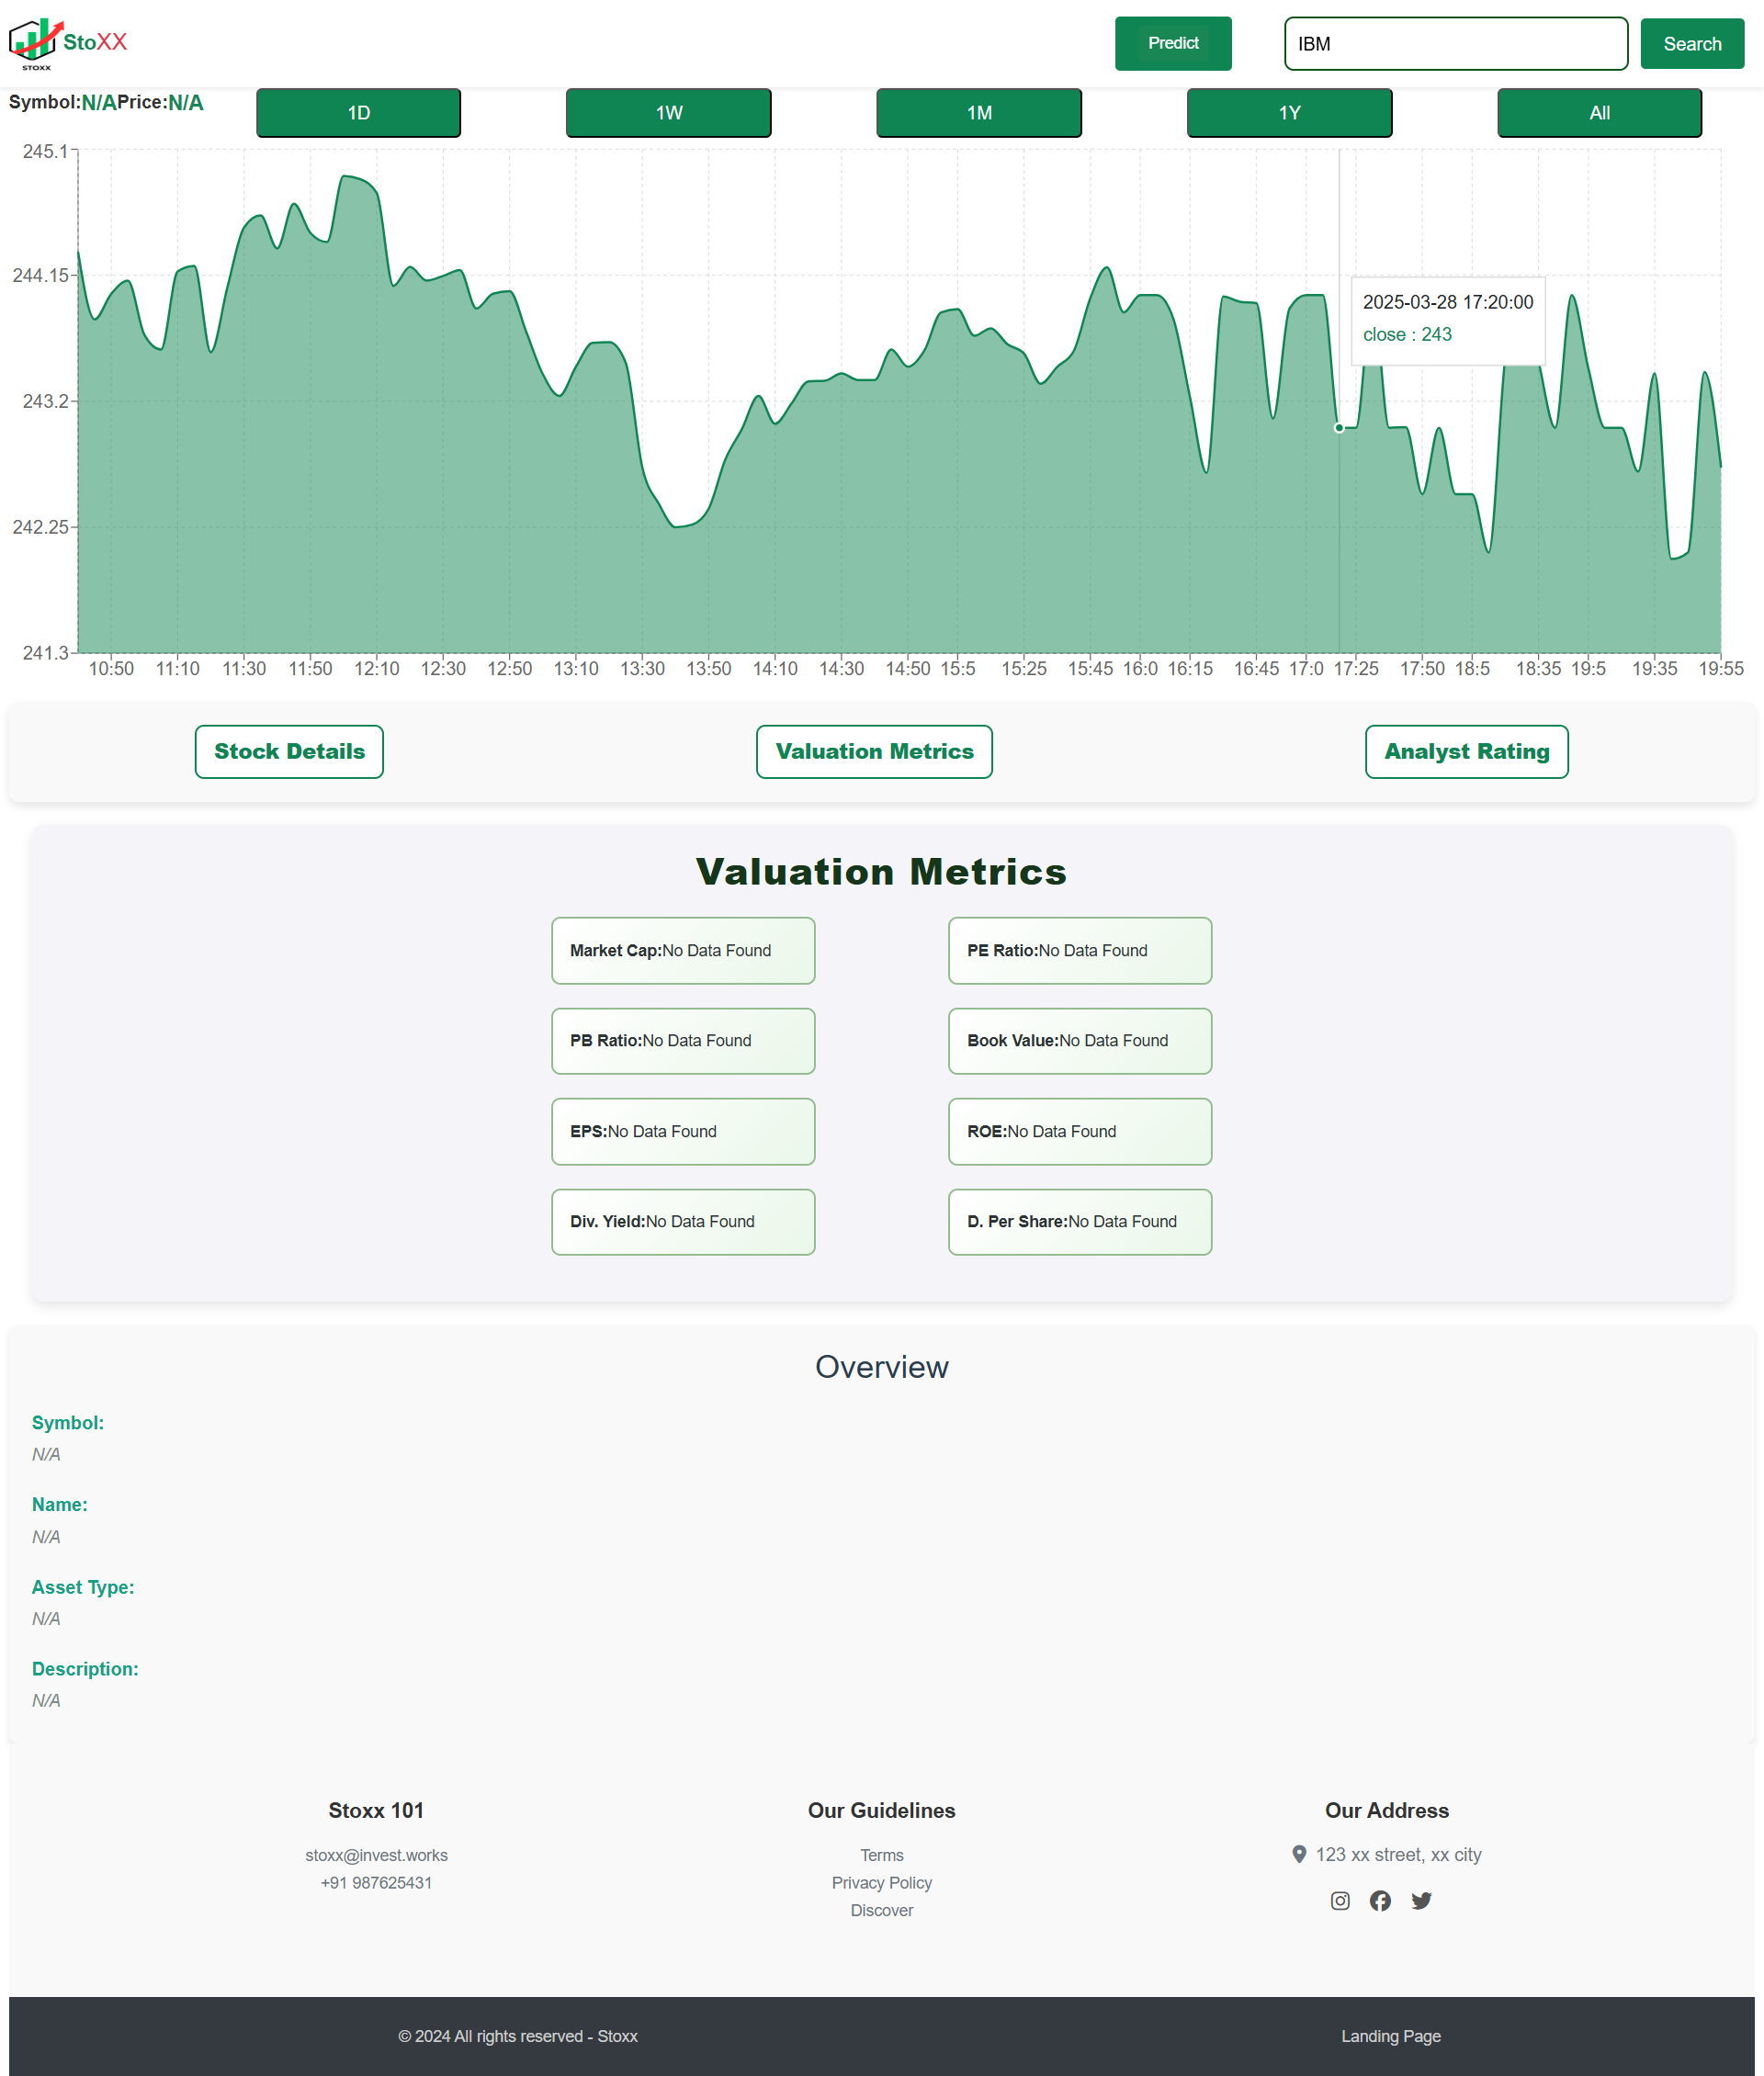 STOXX
StoXX
Predict
IBM
Search
Symbol:N/APrice:N/A
1D
1W
1M
1Y
All
245.1
244.15
243.2
242.25
241.3
2025-03-28 17:20:00
close : 243
10:50 11:10 11:30 11:50 12:10 12:30 12:50 13:10 13:30 13:50 14:10 14:30 14:50 15:5 15:25 15:45 16:0 16:15 16:45 17:0 17:25 17:50 18:5 18:35 19:5 19:35 19:55
Stock Details
Valuation Metrics
Analyst Rating
Valuation Metrics
Market Cap:No Data Found
PE Ratio:No Data Found
PB Ratio:No Data Found
Book Value:No Data Found
EPS:No Data Found
ROE:No Data Found
Div. Yield:No Data Found
D. Per Share:No Data Found
Overview
Symbol:
N/A
Name:
N/A
Asset Type:
N/A
Description:
N/A
Stoxx 101
stoxx@invest.works
+91 987625431
Our Guidelines
Terms
Privacy Policy
Discover
Our Address
123 xx street, xx city
© 2024 All rights reserved - Stoxx
Landing Page